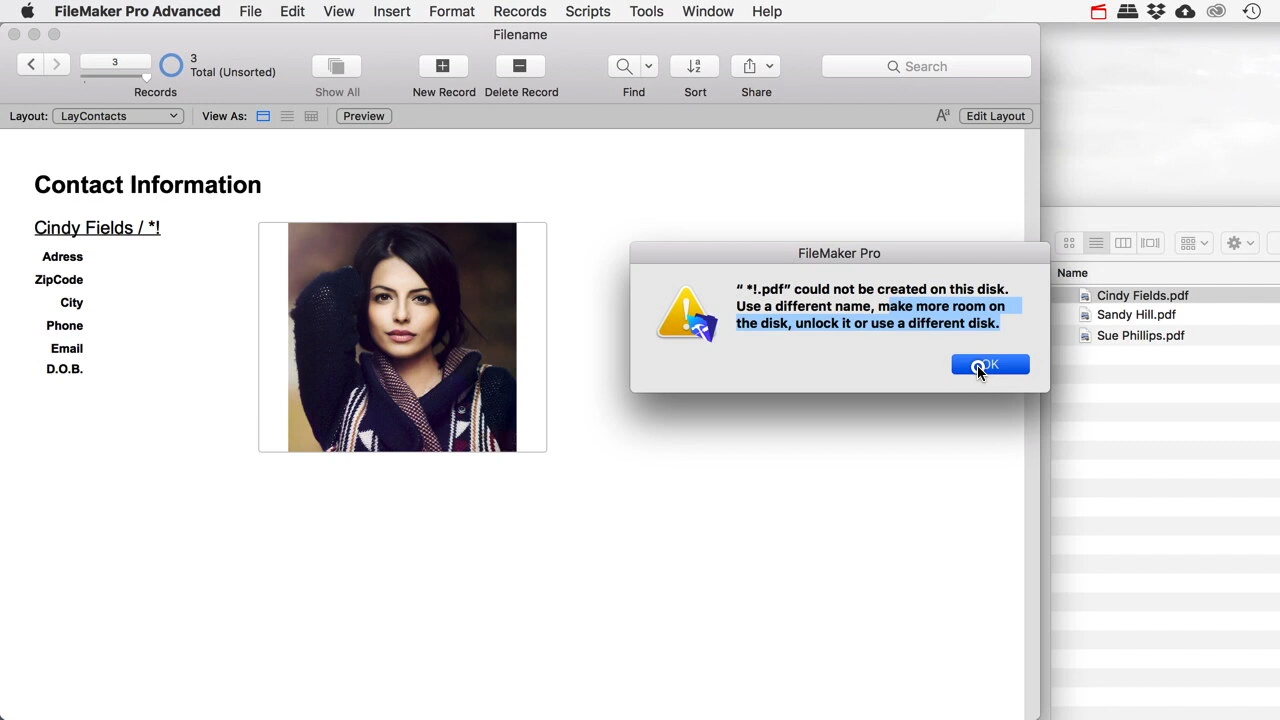 FileMaker Pro Advanced File Edit View Insert Format Records Scripts Tools Window Help
Filename
3
3
Total (Unsorted)
Records
Show All
New Record
Delete Record
Find
Sort
Share
Search
Layout: LayContacts View As: Preview Aa Edit Layout
Contact Information
Cindy Fields / *!
Adress
ZipCode
City
Phone
Email
D.O.B.
FileMaker Pro
“ *!.pdf” could not be created on this disk.
Use a different name, make more room on
the disk, unlock it or use a different disk.
OK
Name
Cindy Fields.pdf
Sandy Hill.pdf
Sue Phillips.pdf